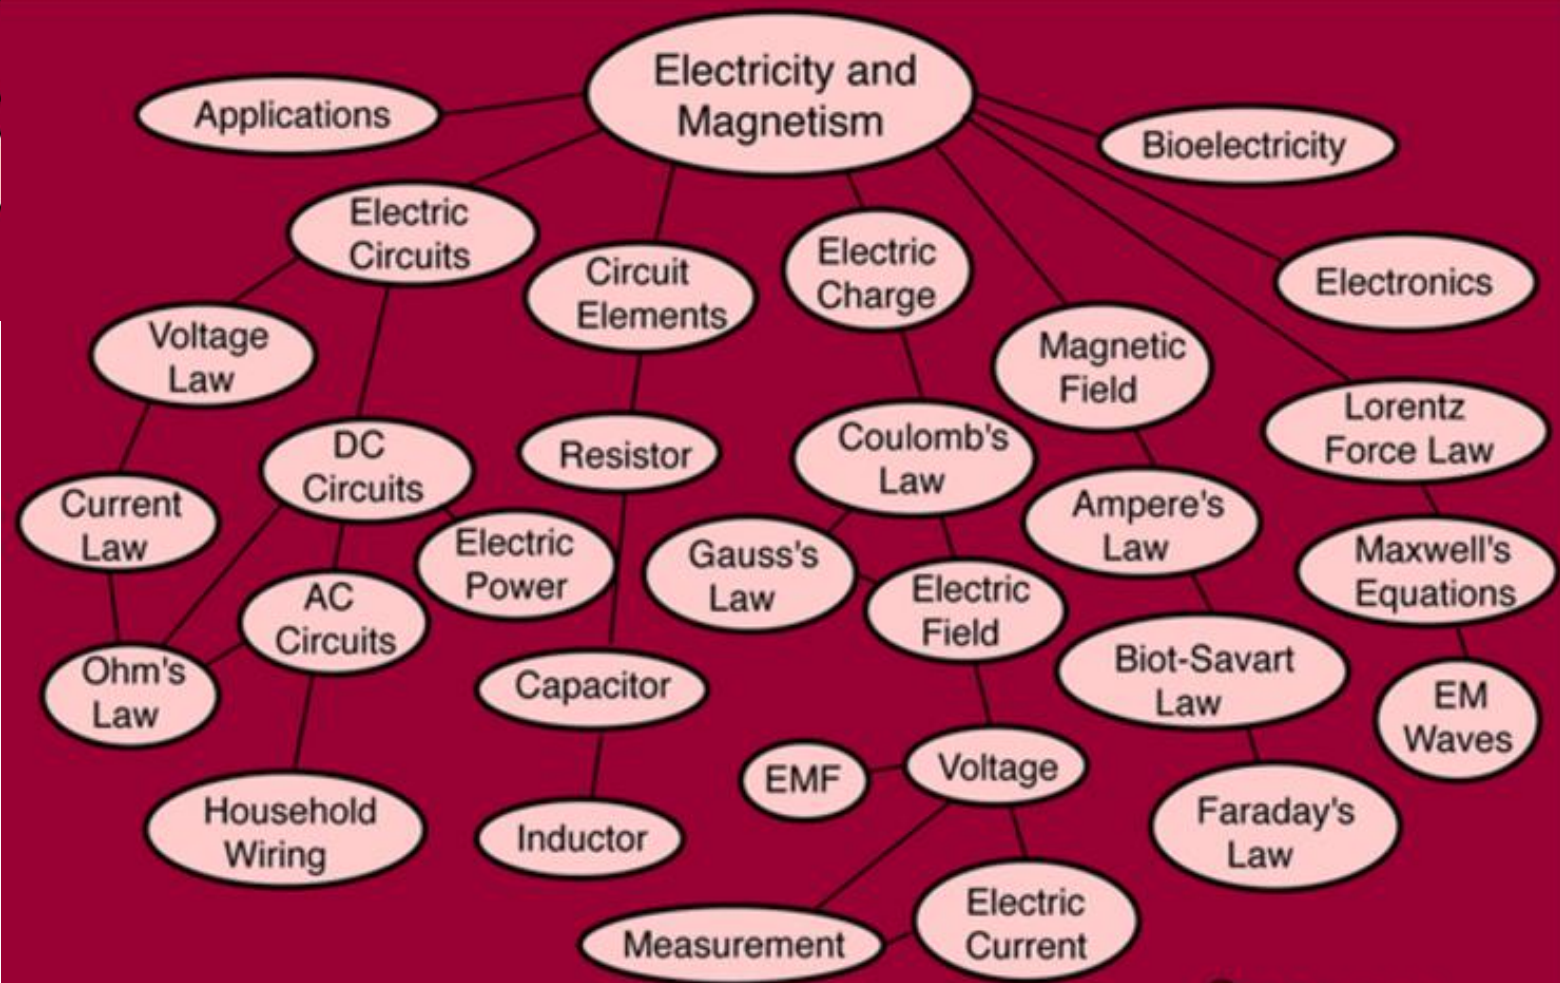 Electricity and
Magnetism
Applications
Bioelectricity
Electric
Circuits
Circuit
Elements
Electric
Charge
Electronics
Voltage
Law
Magnetic
Field
Lorentz
Force Law
DC
Circuits
Resistor
Coulomb's
Law
Current
Law
Electric
Power
Gauss's
Law
Ampere's
Law
Maxwell's
Equations
AC
Circuits
Electric
Field
Ohm's
Law
Capacitor
Biot-Savart
Law
EM
Waves
Household
Wiring
Inductor
EMF
Voltage
Faraday's
Law
Measurement
Electric
Current